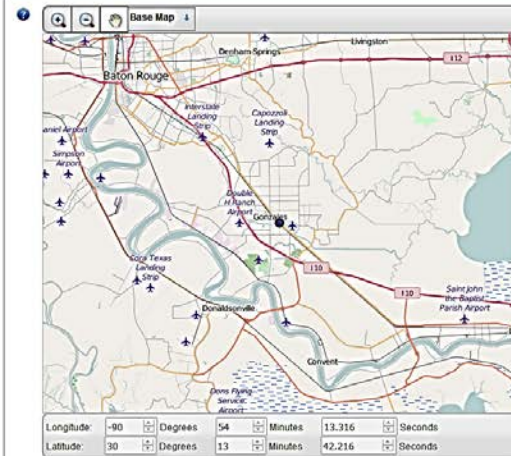 Base Map
Livingston
Denham Springs
I12
Baton Rouge
Interstate
Landing
Strip
Capozzoli
Landing
Strip
aniel Airport
Simpson
Airport
Double
H Ranch
Airport
Gonzales
Cora Texas
Landing
Strip
I10
I10
Saint John
the Baptist
Parish Airport
Donaldsonville
Convent
Dons Flying
Service
Airport
Longitude: -90 Degrees 54 Minutes 13.316 Seconds
Latitude: 30 Degrees 13 Minutes 42.216 Seconds